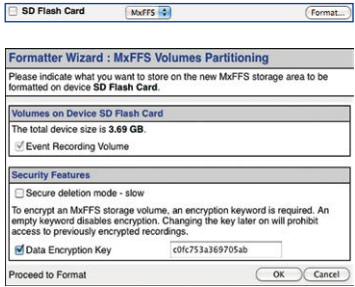 SD Flash Card MxFFS Format...
Formatter Wizard : MxFFS Volumes Partitioning
Please indicate what you want to store on the new MxFFS storage area to be
formatted on device SD Flash Card.
Volumes on Device SD Flash Card
The total device size is 3.69 GB.
Event Recording Volume
Security Features
Secure deletion mode - slow
To encrypt an MxFFS storage volume, an encryption keyword is required. An
empty keyword disables encryption. Changing the key later on will prohibit
access to previously encrypted recordings.
Data Encryption Key c0fc753a369705ab
Proceed to Format OK Cancel